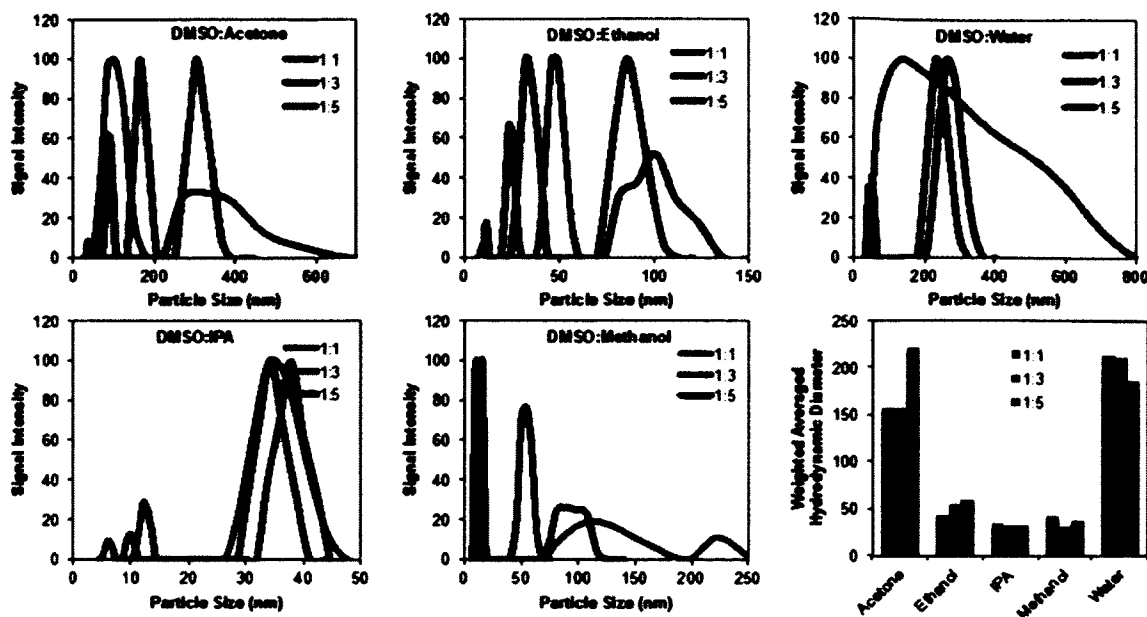 DMSO:Acetone
1:1
1:3
1:5
Signal Intensity
120
100
80
60
40
20
0
0 200 400 600
Particle Size (nm)
DMSO:Ethanol
1:1
1:3
1:5
Signal Intensity
120
100
80
60
40
20
0
0 50 100 150
Particle Size (nm)
DMSO:Water
1:1
1:3
1:5
Signal Intensity
120
100
80
60
40
20
0
0 200 400 600 800
Particle Size (nm)
DMSO:IPA
1:1
1:3
1:5
Signal Intensity
120
100
80
60
40
20
0
0 10 20 30 40 50
Particle Size (nm)
DMSO:Methanol
1:1
1:3
1:5
Signal Intensity
120
100
80
60
40
20
0
0 50 100 150 200 250
Particle Size (nm)
1:1
1:3
1:5
Weighted Averaged
Hydrodynamic Diameter
250
200
150
100
50
0
Acetone
Ethanol
IPA
Methanol
Water